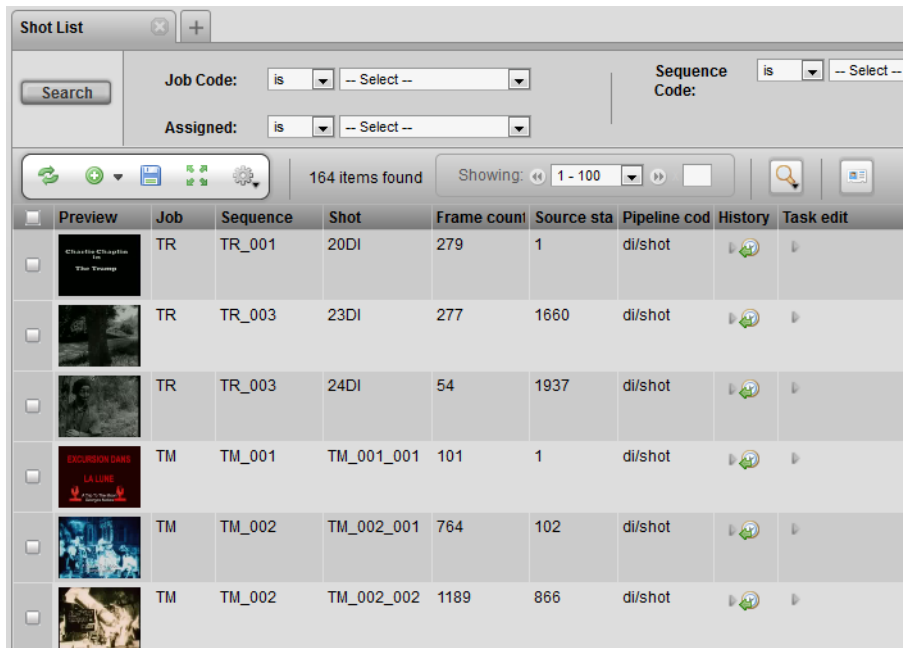 Shot List
Search
Job Code: is -- Select --
Sequence Code: is -- Select --
Assigned: is -- Select --
164 items found Showing: 1 - 100
Preview Job Sequence Shot Frame count Source sta Pipeline cod History Task edit
Charlie Chaplin
in
The Tramp
TR TR_001 20DI 279 1 di/shot
TR TR_003 23DI 277 1660 di/shot
TR TR_003 24DI 54 1937 di/shot
EXCURSION DANS
LA LUNE
A Trip To The Moon
TM TM_001 TM_001_001 101 1 di/shot
TM TM_002 TM_002_001 764 102 di/shot
TM TM_002 TM_002_002 1189 866 di/shot